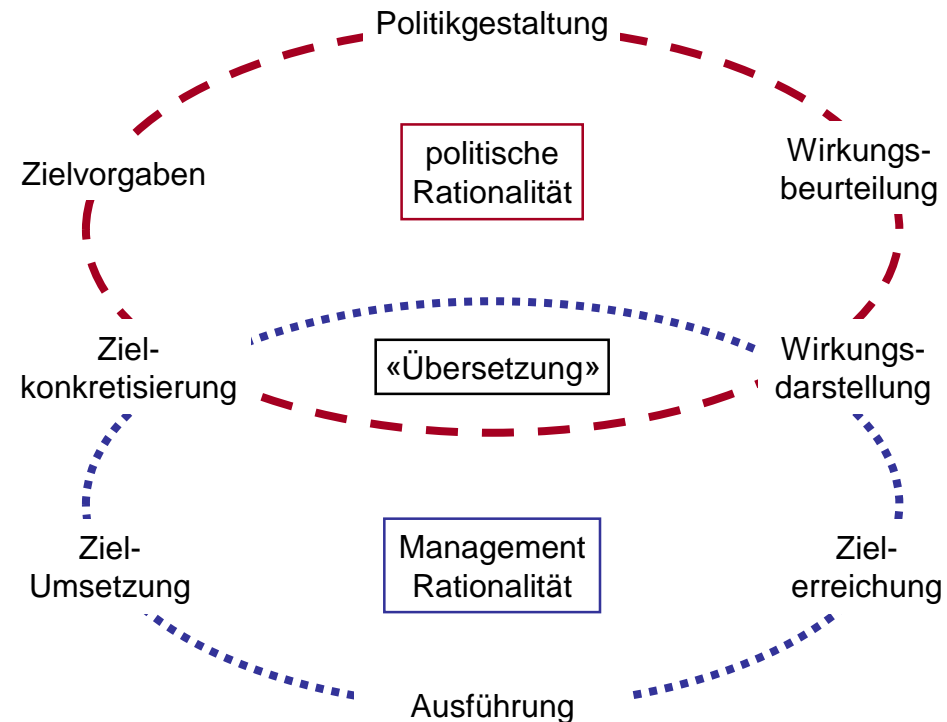 Politikgestaltung
politische
Rationalität
Wirkungs-
beurteilung
Zielvorgaben
Ziel-
konkretisierung
«Übersetzung»
Wirkungs-
darstellung
Ziel-
Umsetzung
Management
Rationalität
Ziel-
erreichung
Ausführung